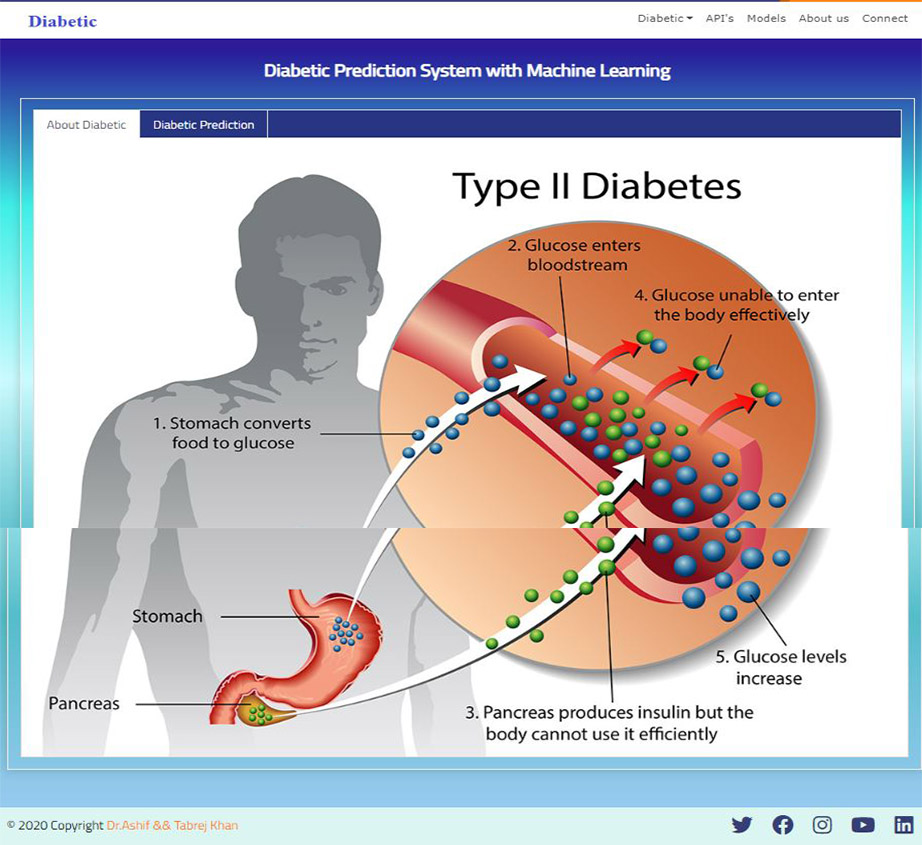 Diabetic
Diabetic API's Models About us Connect
Diabetic Prediction System with Machine Learning
About Diabetic Diabetic Prediction
Type II Diabetes
2. Glucose enters
bloodstream
4. Glucose unable to enter
the body effectively
1. Stomach converts
food to glucose
Stomach
Pancreas
5. Glucose levels
increase
3. Pancreas produces insulin but the
body cannot use it efficiently
© 2020 Copyright Dr.Ashif && Tabrej Khan